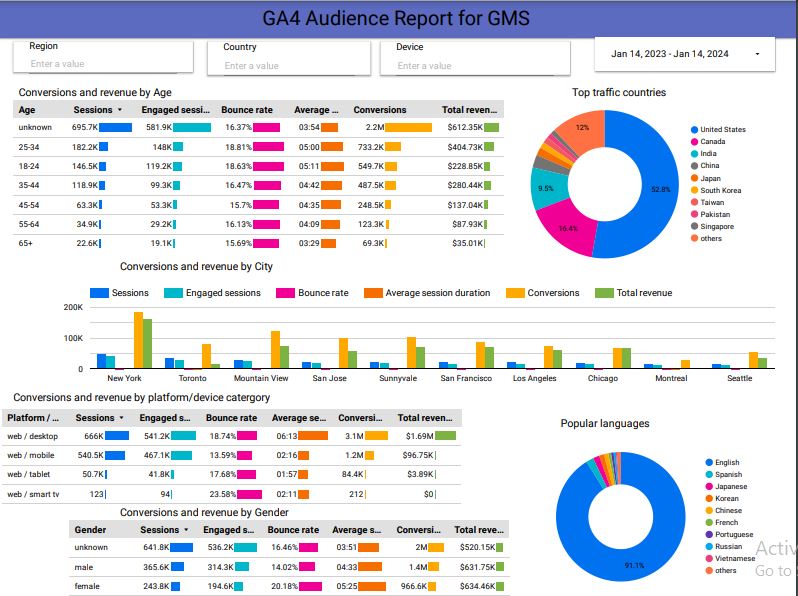 GA4 Audience Report for GMS
Region
Enter a value
Country
Enter a value
Device
Enter a value
Jan 14, 2023 - Jan 14, 2024
Conversions and revenue by Age
Age Sessions Engaged sessi... Bounce rate Average ... Conversions Total reven...
unknown 695.7K 581.9K 16.37% 03:54 2.2M $612.35K
25-34 182.2K 148K 18.81% 05:00 733.2K $404.73K
18-24 146.5K 119.2K 18.63% 05:11 549.7K $228.85K
35-44 118.9K 99.3K 16.47% 04:42 487.5K $280.44K
45-54 63.3K 53.3K 15.7% 04:35 248.5K $137.04K
55-64 34.9K 29.2K 16.13% 04:09 123.3K $87.93K
65+ 22.6K 19.1K 15.69% 03:29 69.3K $35.01K
Top traffic countries
12%
9.5%
16.4%
52.8%
United States
Canada
India
China
Japan
South Korea
Taiwan
Pakistan
Singapore
others
Conversions and revenue by City
Sessions Engaged sessions Bounce rate Average session duration Conversions Total revenue
200K
100K
0
New York Toronto Mountain View San Jose Sunnyvale San Francisco Los Angeles Chicago Montreal Seattle
Conversions and revenue by platform/device catergory
Platform / ... Sessions Engaged s... Bounce rate Average se... Conversi... Total reven...
web / desktop 666K 541.2K 18.74% 06:13 3.1M $1.69M
web / mobile 540.5K 467.1K 13.59% 02:16 1.2M $96.75K
web / tablet 50.7K 41.8K 17.68% 01:57 84.4K $3.89K
web / smart tv 123 94 23.58% 02:11 212 $0
Conversions and revenue by Gender
Gender Sessions Engaged s... Bounce rate Average s... Conversi... Total reve...
unknown 641.8K 536.2K 16.46% 03:51 2M $520.15K
male 365.6K 314.3K 14.02% 04:33 1.4M $631.75K
female 243.8K 194.6K 20.18% 05:25 966.6K $634.46K
Popular languages
91.1%
English
Spanish
Japanese
Korean
Chinese
French
Portuguese
Russian
Vietnamese
others
Activ
Go to